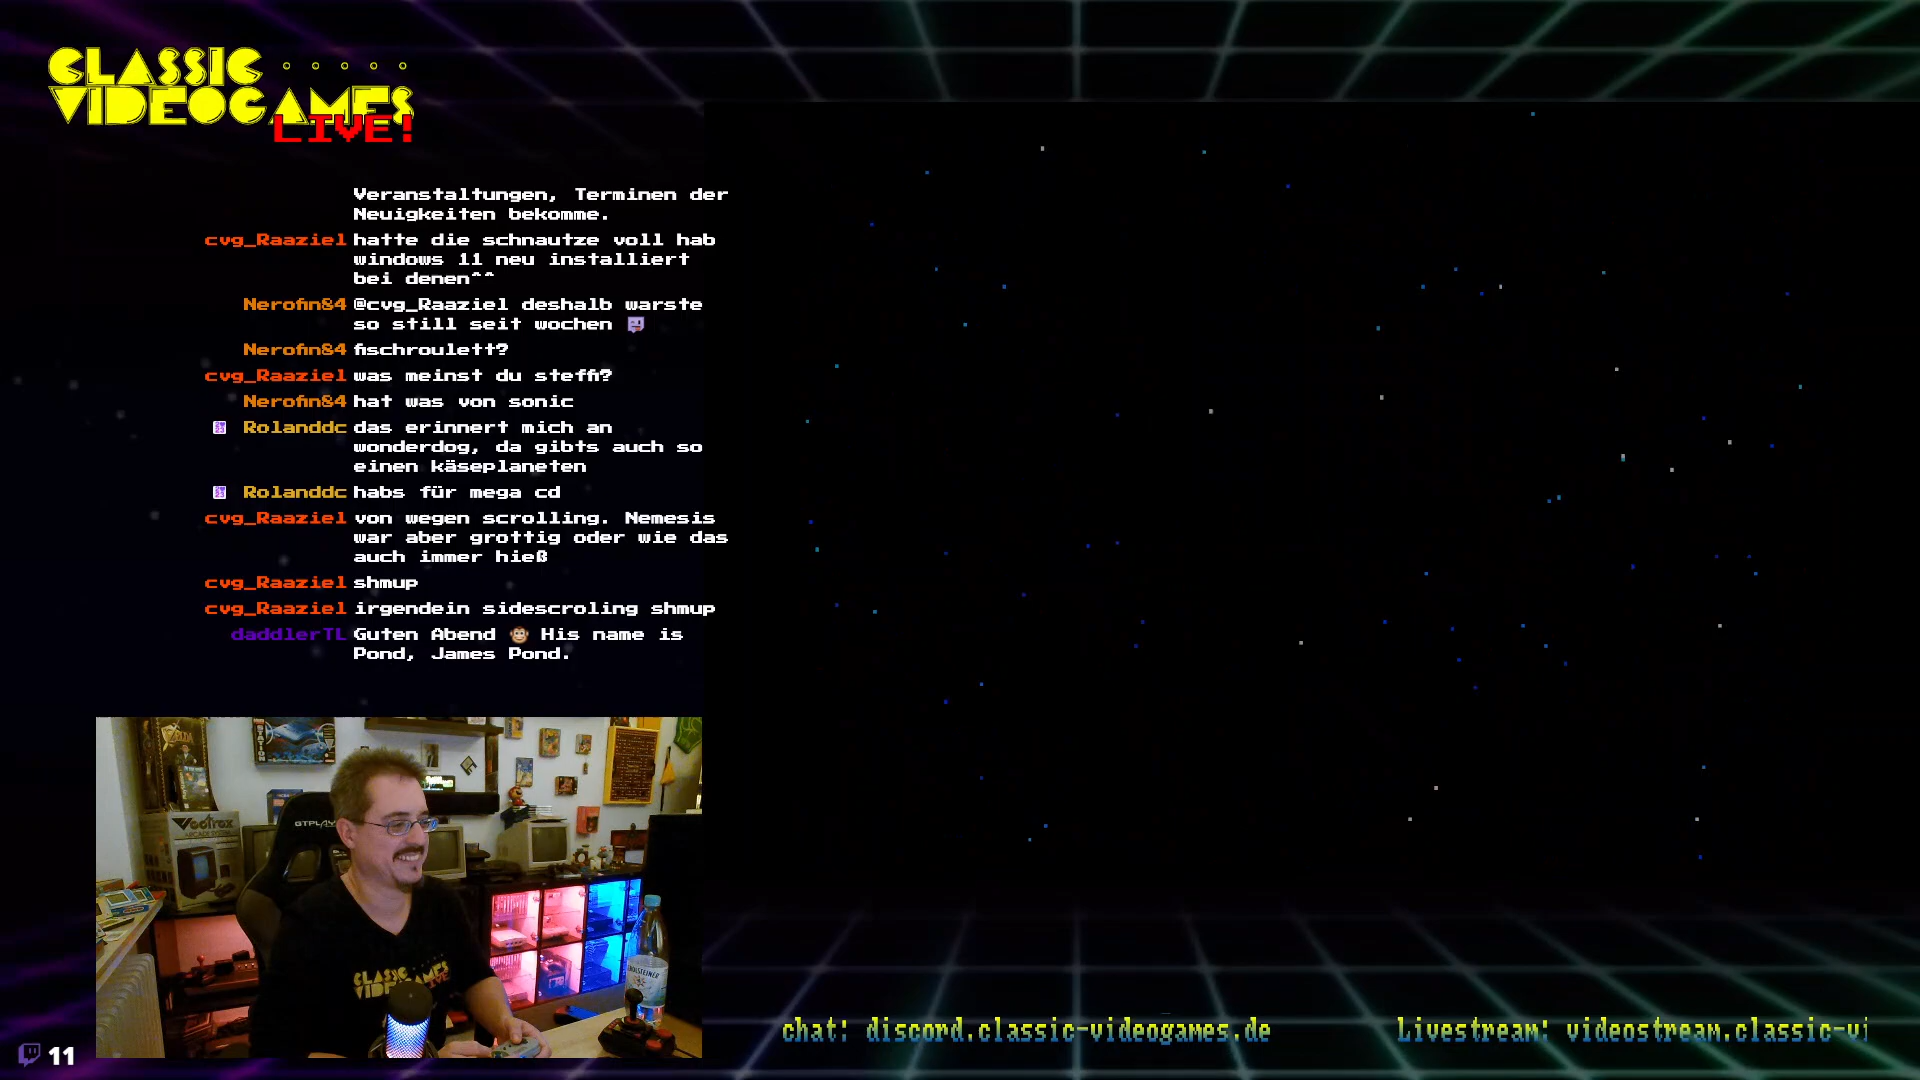 CLASSIC
VIDEOGAMES
LIVE!
Veranstaltungen, Terminen der
Neuigkeiten bekomme.
cvg_Raaziel hatte die schnautze voll hab
windows 11 neu installiert
bei denen^^
Nerofin84 @cvg_Raaziel deshalb warste
so still seit wochen
Nerofin84 fischroulett?
cvg_Raaziel was meinst du steffi?
Nerofin84 hat was von sonic
Rolanddc das erinnert mich an
wonderdog, da gibts auch so
einen käseplaneten
Rolanddc habs für mega cd
cvg_Raaziel von wegen scrolling. Nemesis
war aber grottig oder wie das
auch immer hieß
cvg_Raaziel shmup
cvg_Raaziel irgendein sidescroling shmup
daddlerTL Guten Abend 🐵 His name is
Pond, James Pond.
GTPLAY
CLASSIC
11
chat: discord.classic-videogames.de
Livestream: videostream.classic-vi